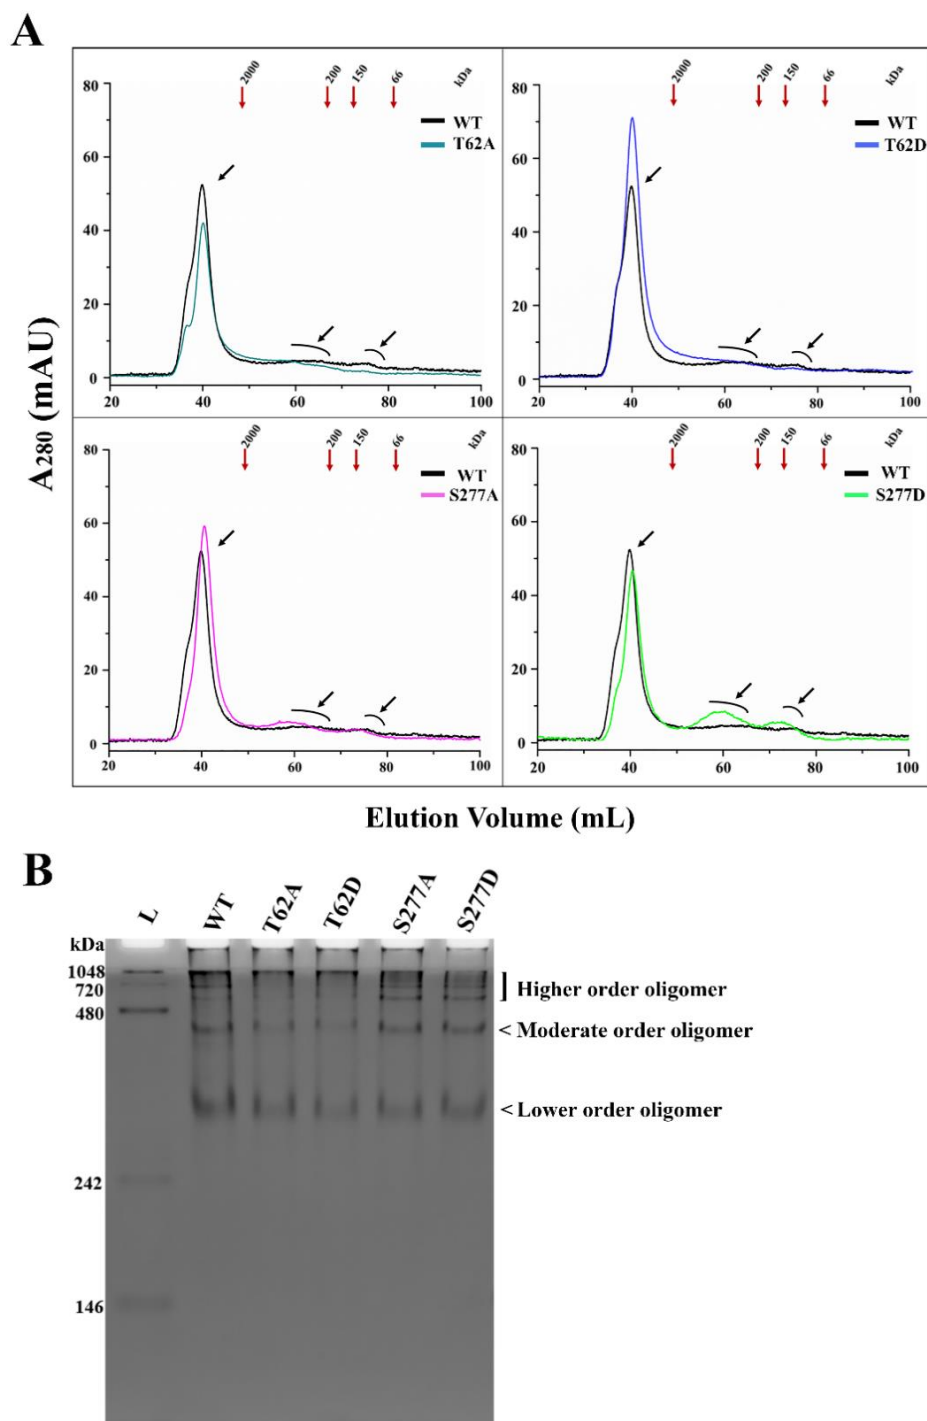 A
2000 200 150 66 kDa
80
WT
T62A
60
40
20
0
20 40 60 80 100
2000 200 150 66 kDa
80
WT
T62D
60
40
20
0
20 40 60 80 100
2000 200 150 66 kDa
80
WT
S277A
60
40
20
0
20 40 60 80 100
2000 200 150 66 kDa
80
WT
S277D
60
40
20
0
20 40 60 80 100
A280 (mAU)
Elution Volume (mL)
B
L WT T62A T62D S277A S277D
kDa
1048
720
480
242
146
] Higher order oligomer
< Moderate order oligomer
< Lower order oligomer